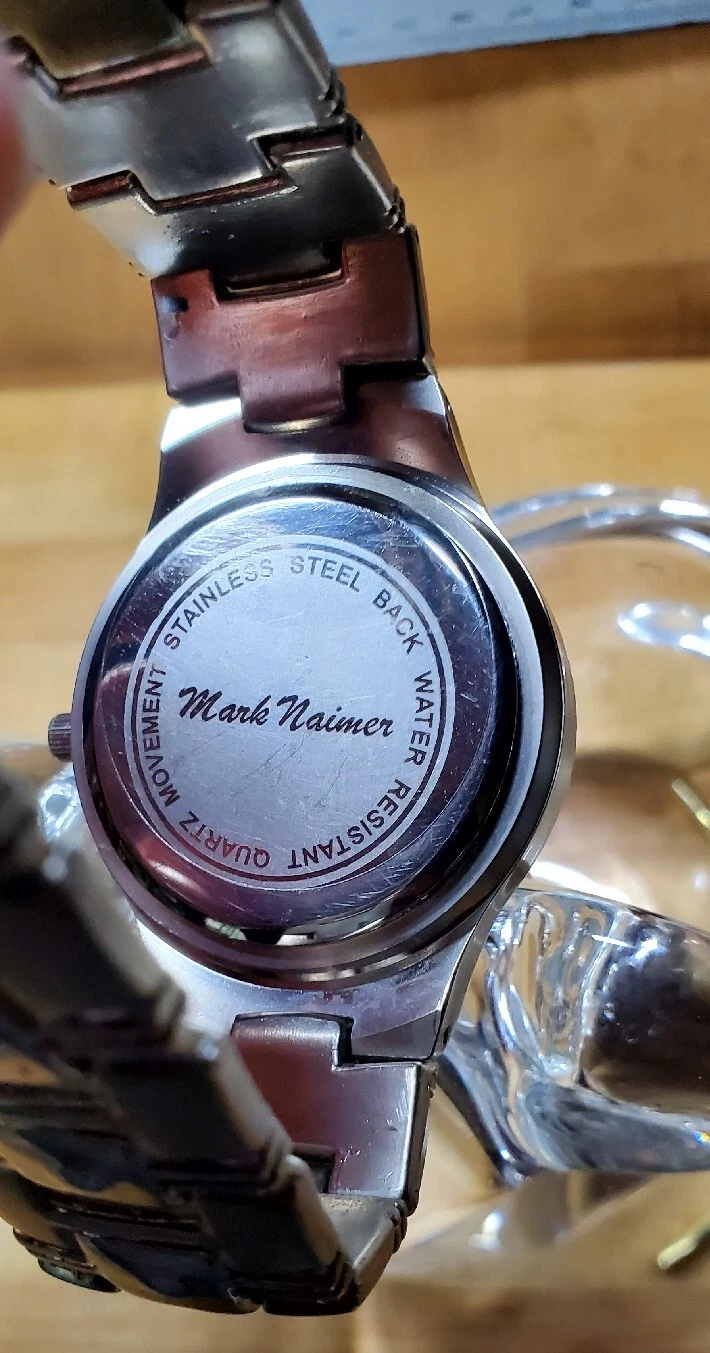 STAINLESS STEEL BACK WATER RESISTANT QUARTZ MOVEMENT
Mark Naimer